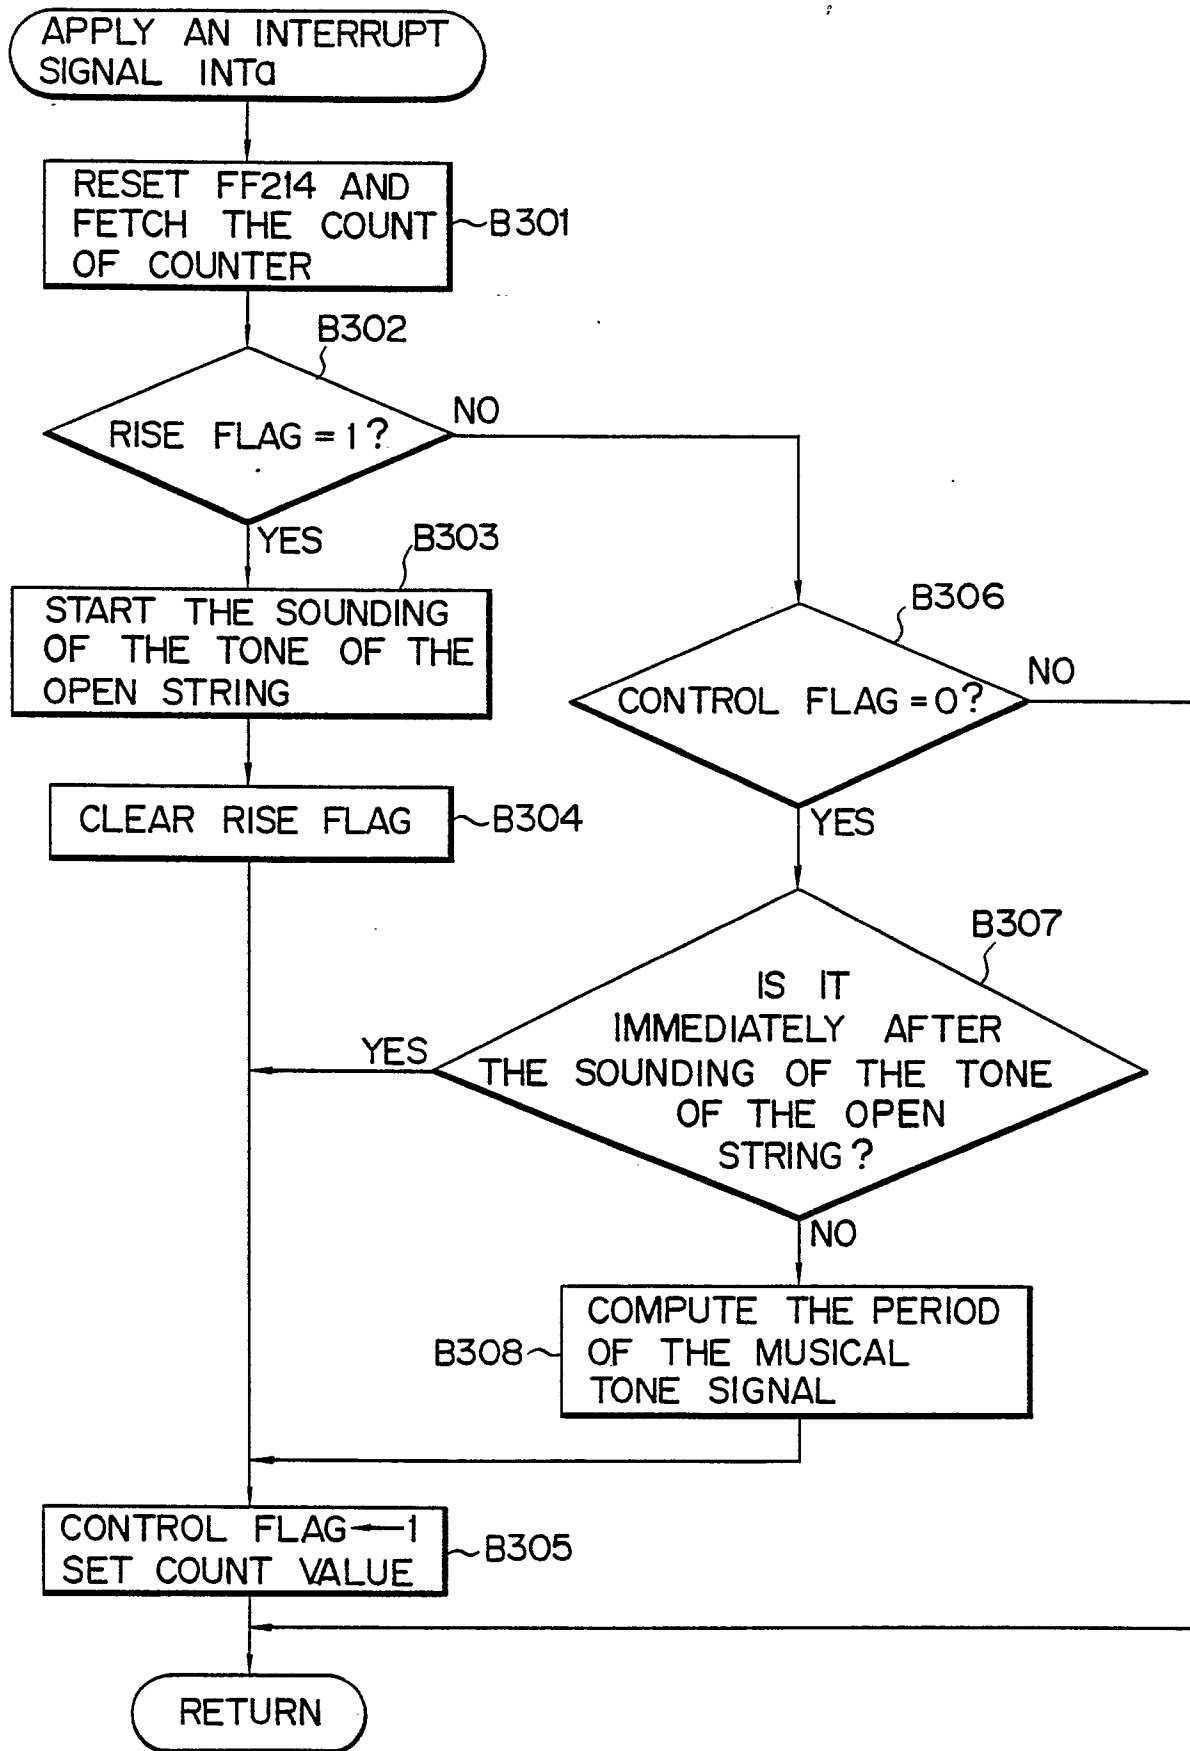 APPLY AN INTERRUPT
SIGNAL INTa
RESET FF214 AND
FETCH THE COUNT
OF COUNTER
B301
B302
RISE FLAG = 1?
NO
YES
B303
START THE SOUNDING
OF THE TONE OF THE
OPEN STRING
CLEAR RISE FLAG
B304
B306
CONTROL FLAG = 0?
NO
YES
B307
IS IT
IMMEDIATELY AFTER
THE SOUNDING OF THE TONE
OF THE OPEN
STRING?
YES
NO
COMPUTE THE PERIOD
OF THE MUSICAL
TONE SIGNAL
B308
CONTROL FLAG←1
SET COUNT VALUE
B305
RETURN